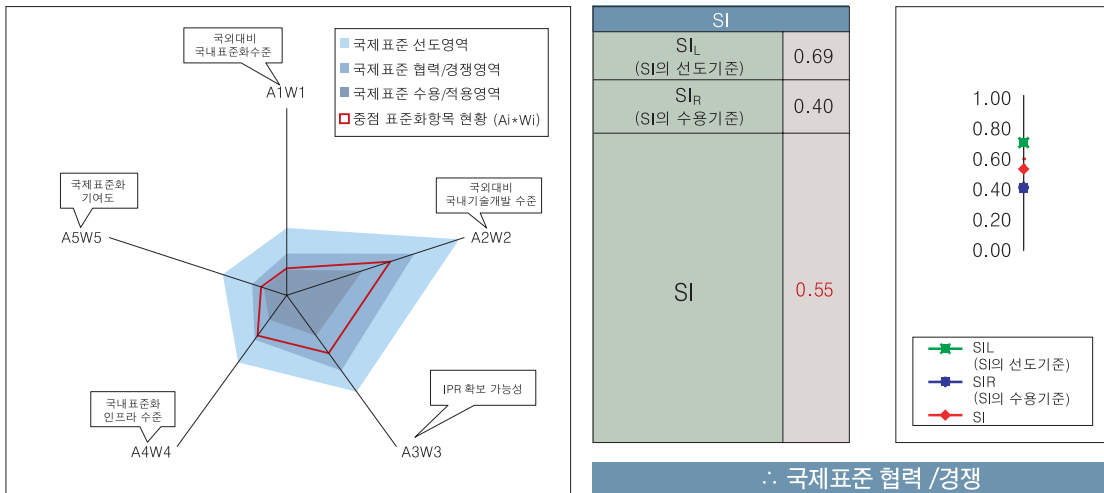 국외대비
국내표준화수준
A1W1
국제표준 선도영역
국제표준 협력/경쟁영역
국제표준 수용/적용영역
중점 표준화항목 현황 (Ai*Wi)
국제표준화
기여도
A5W5
국외대비
국내기술개발 수준
A2W2
국내표준화
인프라 수준
A4W4
IPR 확보 가능성
A3W3
SI
SIL
(SI의 선도기준)
0.69
SIR
(SI의 수용기준)
0.40
SI
0.55
1.00
0.80
0.60
0.40
0.20
0.00
SIL
(SI의 선도기준)
SIR
(SI의 수용기준)
SI
∴ 국제표준 협력 /경쟁